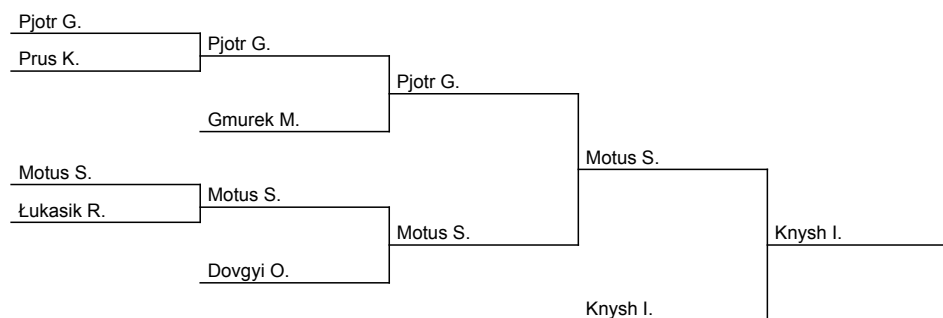 Pjotr G.
Pjotr G.
Prus K.
Pjotr G.
Gmurek M.
Motus S.
Motus S.
Motus S.
Łukasik R.
Motus S.
Knysh I.
Dovgyi O.
Knysh I.